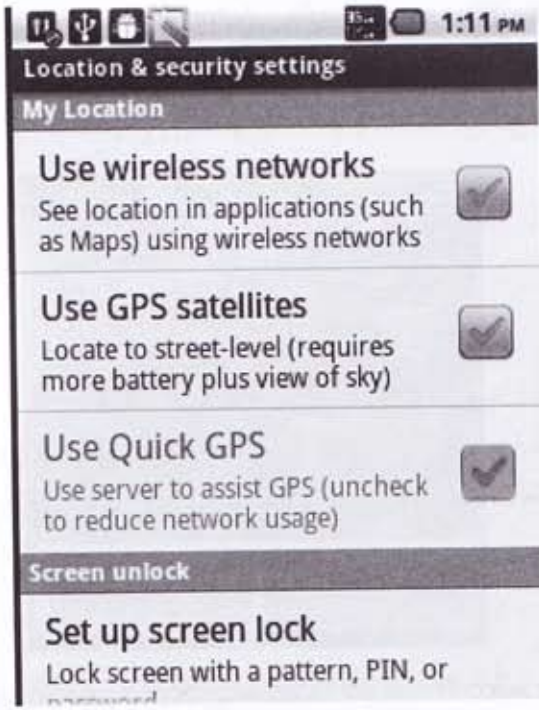 1:11 PM
Location & security settings
My Location
Use wireless networks
See location in applications (such
as Maps) using wireless networks
Use GPS satellites
Locate to street-level (requires
more battery plus view of sky)
Use Quick GPS
Use server to assist GPS (uncheck
to reduce network usage)
Screen unlock
Set up screen lock
Lock screen with a pattern, PIN, or
password